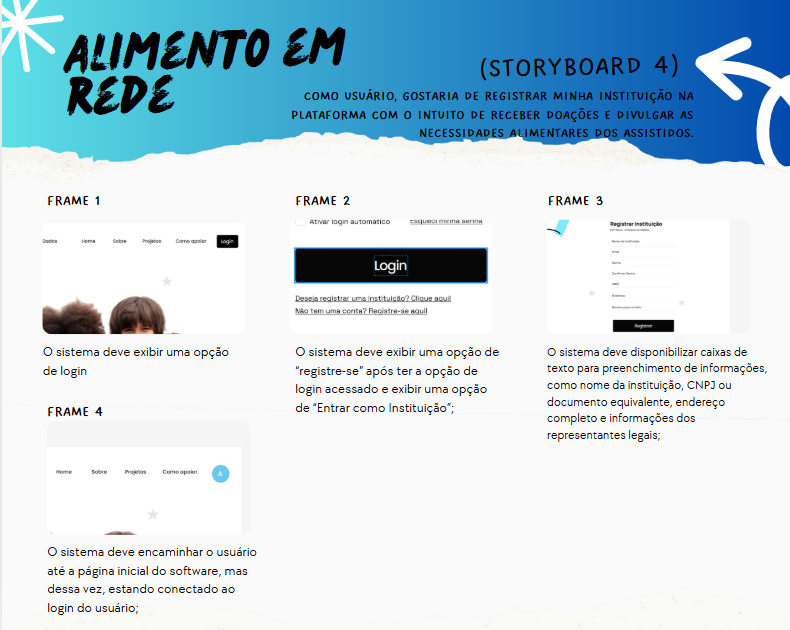 ALIMENTO EM
REDE
(STORYBOARD 4)
COMO USUÁRIO, GOSTARIA DE REGISTRAR MINHA INSTITUIÇÃO NA
PLATAFORMA COM O INTUITO DE RECEBER DOAÇÕES E DIVULGAR AS
NECESSIDADES ALIMENTARES DOS ASSISTIDOS.
FRAME 1
Dados Home Sobre Projetos Como apoiar Login
O sistema deve exibir uma opção
de login
FRAME 2
Ativar login automático Esqueci minha senha
Login
Deseja registrar uma instituição? Clique aqui!
Não tem uma conta? Registre-se aqui!
O sistema deve exibir uma opção de
"registre-se" após ter a opção de
login acessado e exibir uma opção
de "Entrar como Instituição";
FRAME 3
Registrar Instituição
Nome da Instituição
Email
Senha
Confirmar Senha
CNPJ
Endereço
Registrar
O sistema deve disponibilizar caixas de
texto para preenchimento de informações,
como nome da instituição, CNPJ ou
documento equivalente, endereço
completo e informações dos
representantes legais;
FRAME 4
Home Sobre Projetos Como apoiar A
O sistema deve encaminhar o usuário
até a página inicial do software, mas
dessa vez, estando conectado ao
login do usuário;